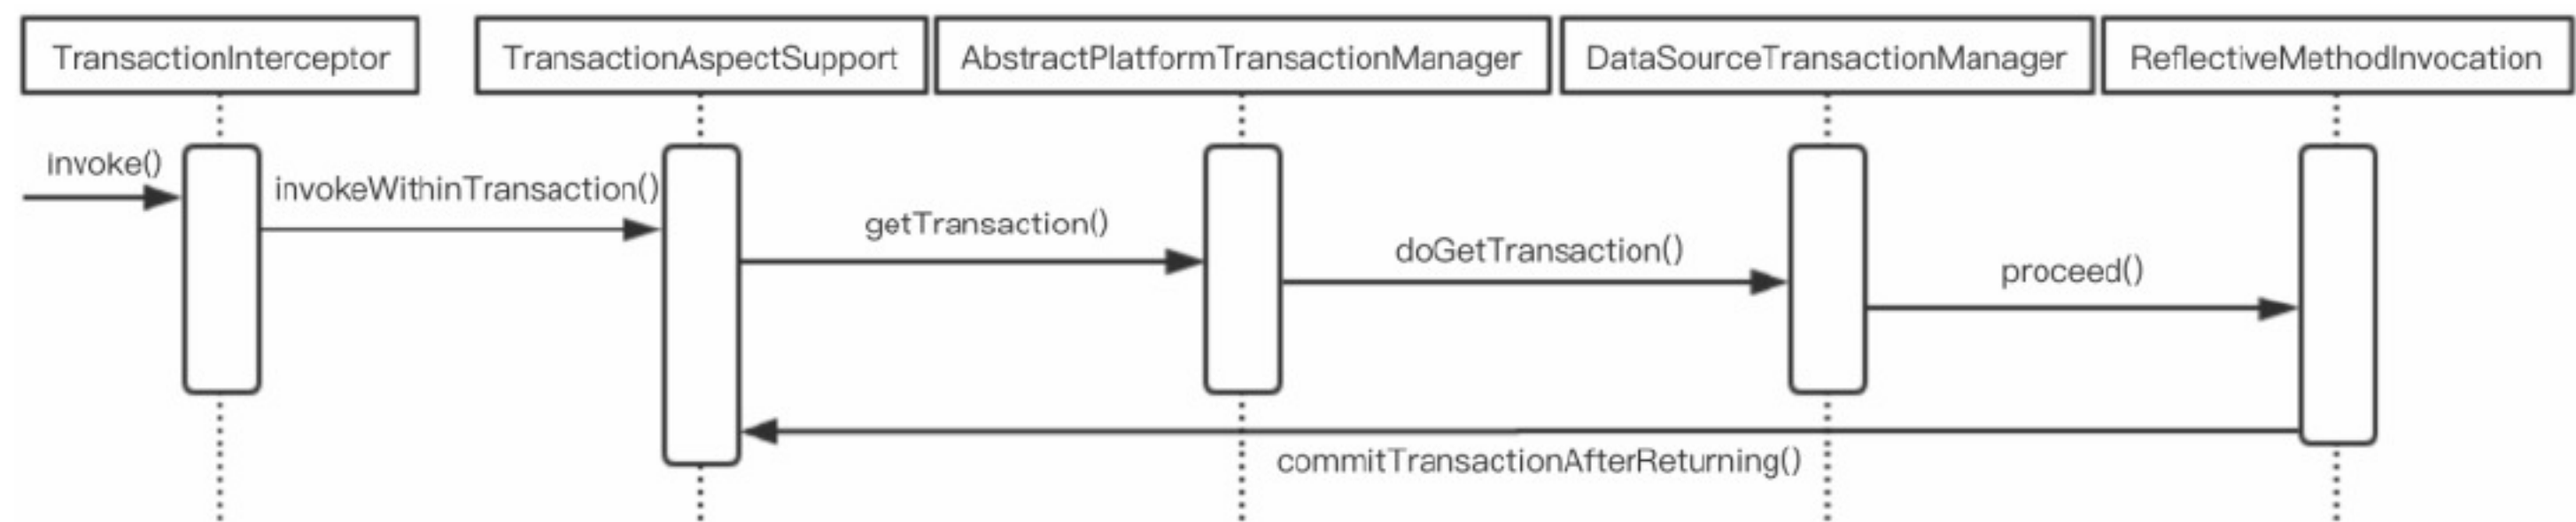 TransactionInterceptor
TransactionAspectSupport
AbstractPlatformTransactionManager
DataSourceTransactionManager
ReflectiveMethodInvocation
invoke()
invokeWithinTransaction()
getTransaction()
doGetTransaction()
proceed()
commitTransactionAfterReturning()